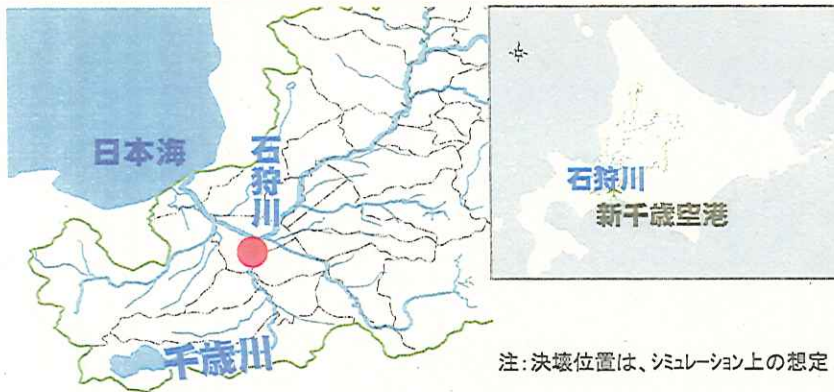 日本海
石狩川
千歳川
石狩川
新千歳空港
注:決壊位置は、シミュレーション上の想定